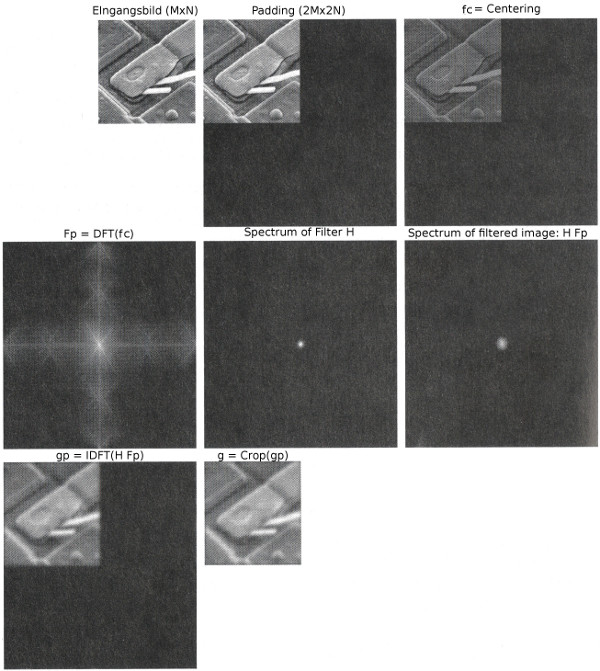 EIngangsbild (MxN)
Padding (2Mx2N)
fc= Centering
Fp = DFT(fc)
Spectrum of Filter H
Spectrum of filtered image: H Fp
gp = IDFT(H Fp)
g = Crop(gp)